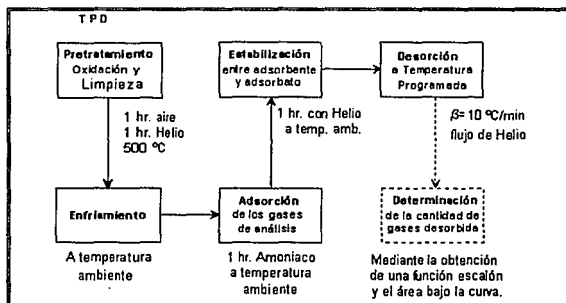 TPD
Pretratamiento
Oxidación y
Limpieza
1 hr. aire
1 hr. Helio
500 ºC
Enfriamiento
A temperatura
ambiente
Adsorción
de los gases
de análisis
1 hr. Amoniaco
a temperatura
ambiente
Estabilización
entre adsorbente
y adsorbato
1 hr. con Helio
a temp. amb.
Desorción
a Temperatura
Programada
β= 10 ºC/min
flujo de Helio
Determinación
de la cantidad de
gases desorbida
Mediante la obtención
de una función escalón
y el área bajo la curva.